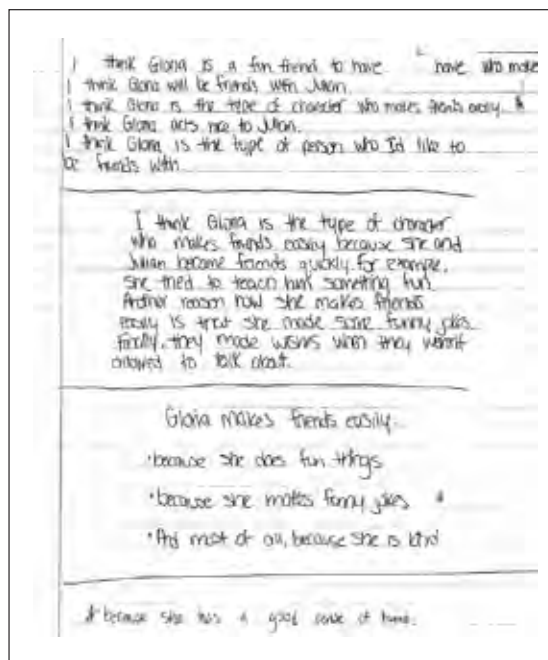 I think Gloria is a fun friend to have have who make
I think Gloria will be friends with Julian.
I think Gloria is the type of character who makes friends easily *
I think Gloria acts nice to Julian.
I think Gloria is the type of person who I'd like to
be friends with
I think Gloria is the type of character
who makes friends easily because she and
Julian become friends quickly for example,
she tried to teach him something fun
Another reason how she makes friends
easily is that she made some funny jokes
Finally, they made wishes when they weren't
allowed to talk about.
Gloria makes friends easily
• because she does fun things
• because she makes funny jokes *
• And most of all, because she is kind
* because she has a good sense of